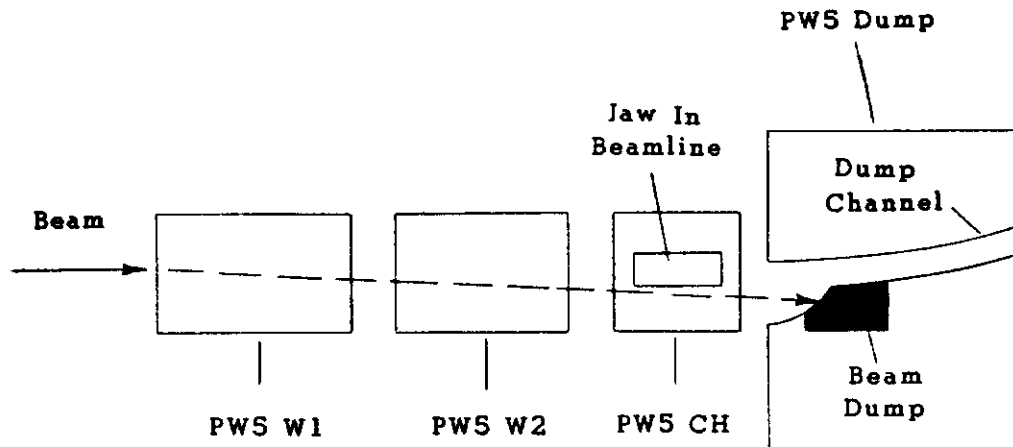 PW5 Dump
Jaw In
Beamline
Dump
Channel
Beam
Beam
Dump
PW5 W1
PW5 W2
PW5 CH